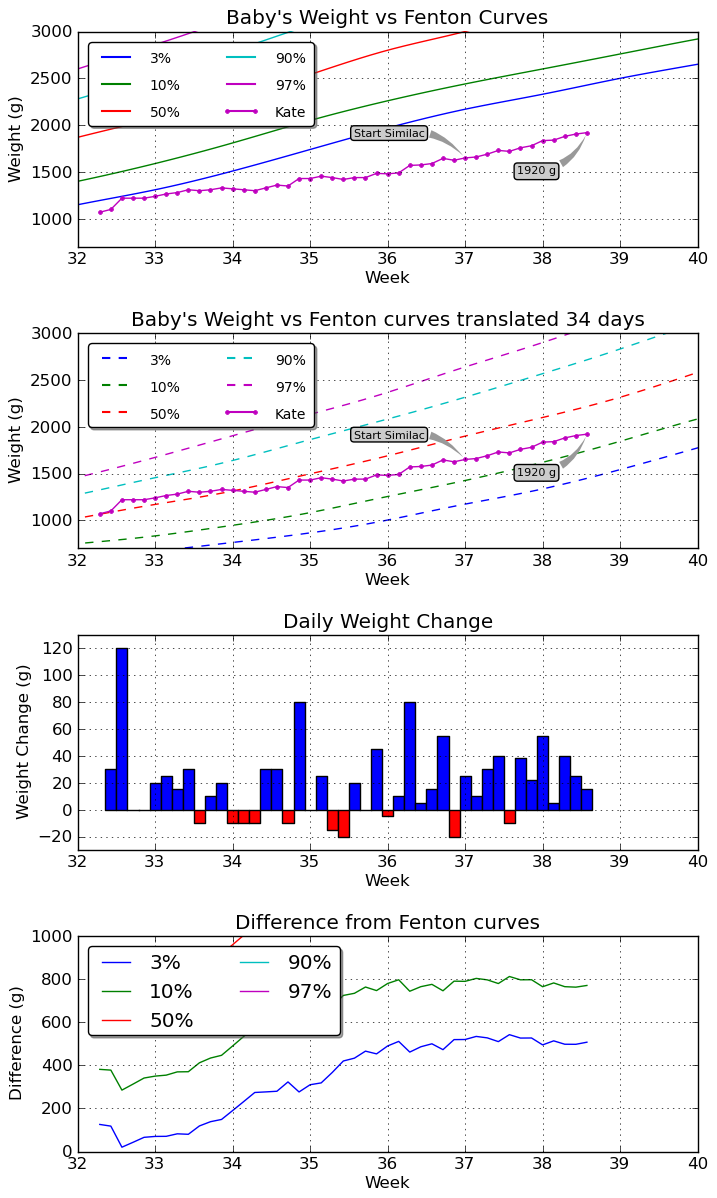 Baby's Weight vs Fenton Curves
3000
2500
2000
1500
1000
Weight (g)
3% 90%
10% 97%
50% Kate
Start Similac
1920 g
32 33 34 35 36 37 38 39 40
Week
Baby's Weight vs Fenton curves translated 34 days
3000
2500
2000
1500
1000
Weight (g)
3% 90%
10% 97%
50% Kate
Start Similac
1920 g
32 33 34 35 36 37 38 39 40
Week
Daily Weight Change
120
100
80
60
40
20
0
−20
Weight Change (g)
32 33 34 35 36 37 38 39 40
Week
Difference from Fenton curves
1000
800
600
400
200
0
Difference (g)
3% 90%
10% 97%
50%
32 33 34 35 36 37 38 39 40
Week